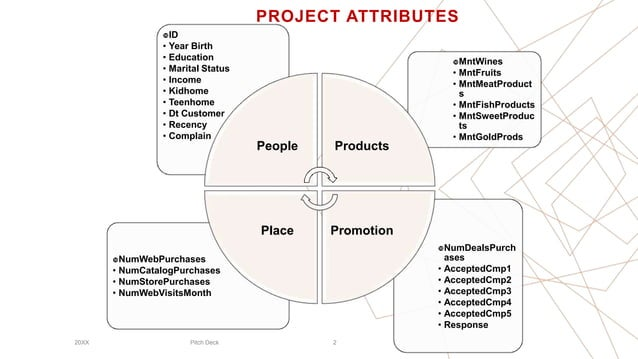 PROJECT ATTRIBUTES
ID
• Year Birth
• Education
• Marital Status
• Income
• Kidhome
• Teenhome
• Dt Customer
• Recency
• Complain
MntWines
• MntFruits
• MntMeatProduct
s
• MntFishProducts
• MntSweetProduc
ts
• MntGoldProds
People
Products
Place
Promotion
NumWebPurchases
• NumCatalogPurchases
• NumStorePurchases
• NumWebVisitsMonth
NumDealsPurch
ases
• AcceptedCmp1
• AcceptedCmp2
• AcceptedCmp3
• AcceptedCmp4
• AcceptedCmp5
• Response
20XX
Pitch Deck
2